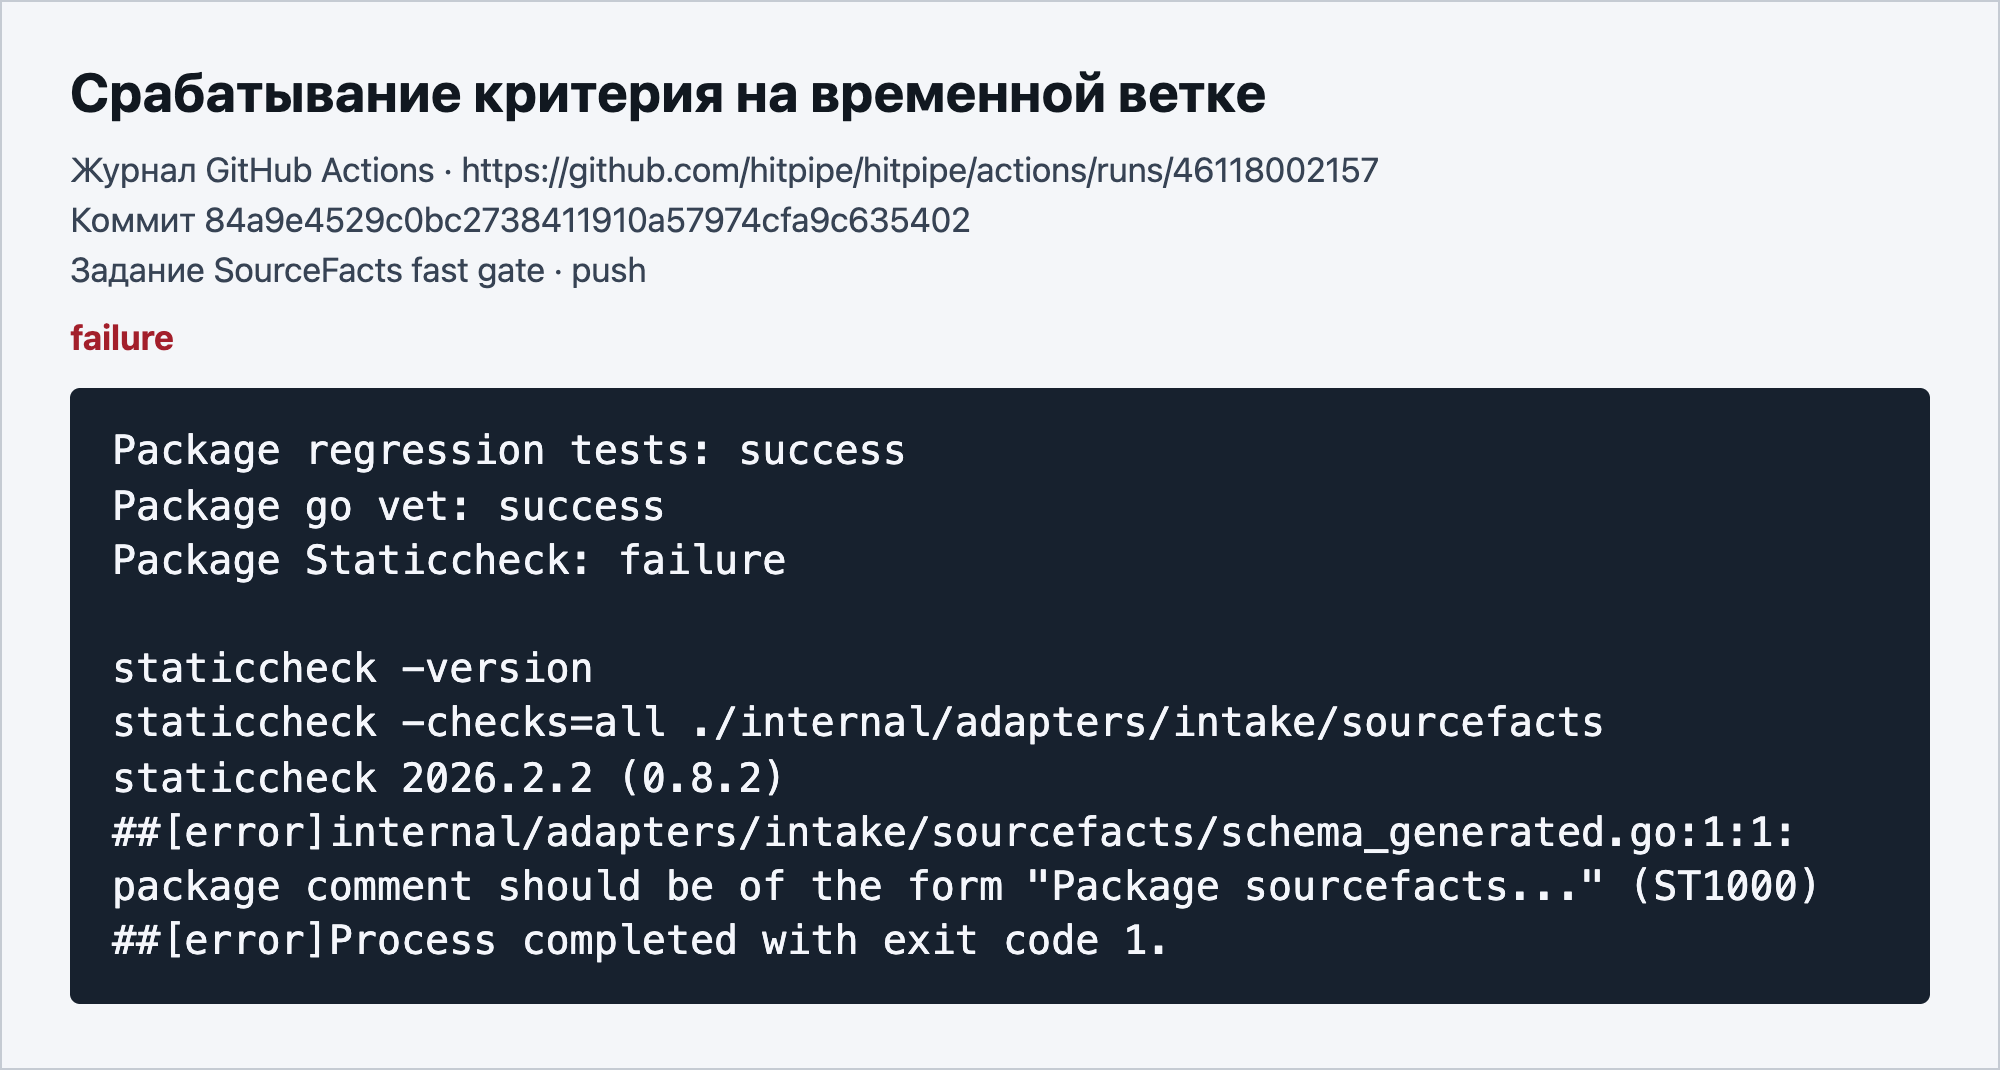 Срабатывание критерия на временной ветке
Журнал GitHub Actions · https://github.com/hitpipe/hitpipe/actions/runs/46118002157
Коммит 84a9e4529c0bc2738411910a57974cfa9c635402
Задание SourceFacts fast gate · push
failure
Package regression tests: success
Package go vet: success
Package Staticcheck: failure
staticcheck −version
staticcheck −checks=all ./internal/adapters/intake/sourcefacts
staticcheck 2026.2.2 (0.8.2)
##[error]internal/adapters/intake/sourcefacts/schema_generated.go:1:1:
package comment should be of the form "Package sourcefacts..." (ST1000)
##[error]Process completed with exit code 1.